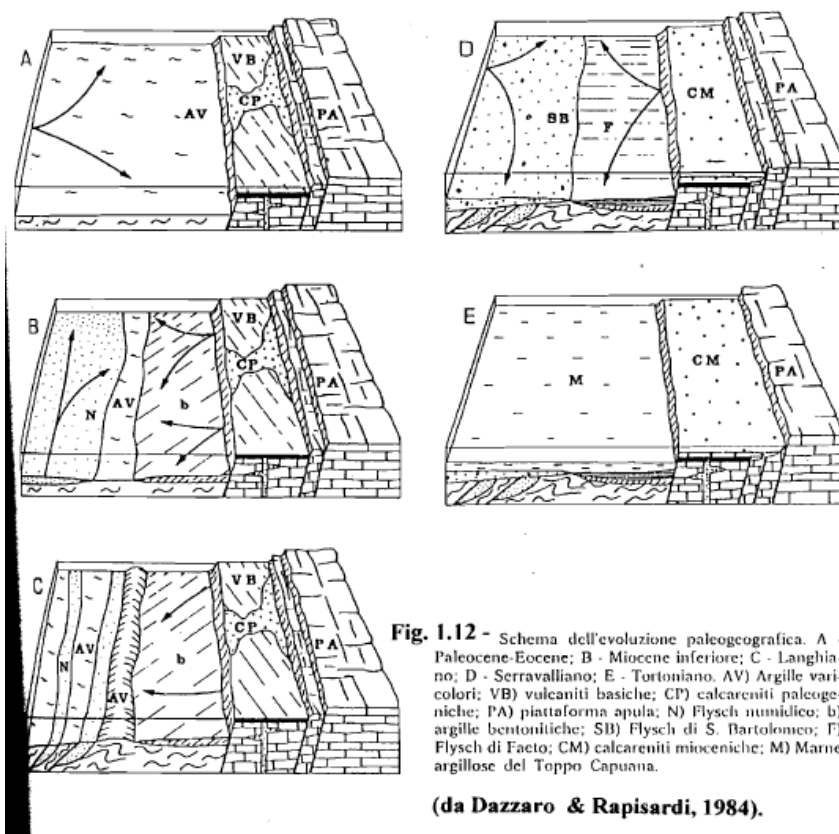 A
VB
CP
AV
PA
D
SB
F
CM
PA
B
VB
CP
N
AV
b
PA
E
M
CM
PA
C
VB
CP
N
AV
AV
b
PA
Fig. 1.12 - Schema dell'evoluzione paleogeografica. A -
Paleocene-Eocene; B - Miocene inferiore; C - Langhia-
no; D - Serravalliano; E - Tortoniano. AV) Argille vari-
colori; VB) vulcaniti basiche; CP) calcareniti paleoge-
niche; PA) piattaforma apula; N) Flysch numidico; b)
argille bentonitiche; SB) Flysch di S. Bartolomeo; F)
Flysch di Faeto; CM) calcareniti mioceniche; M) Marne
argillose del Toppo Capuana.
(da Dazzaro & Rapisardi, 1984).